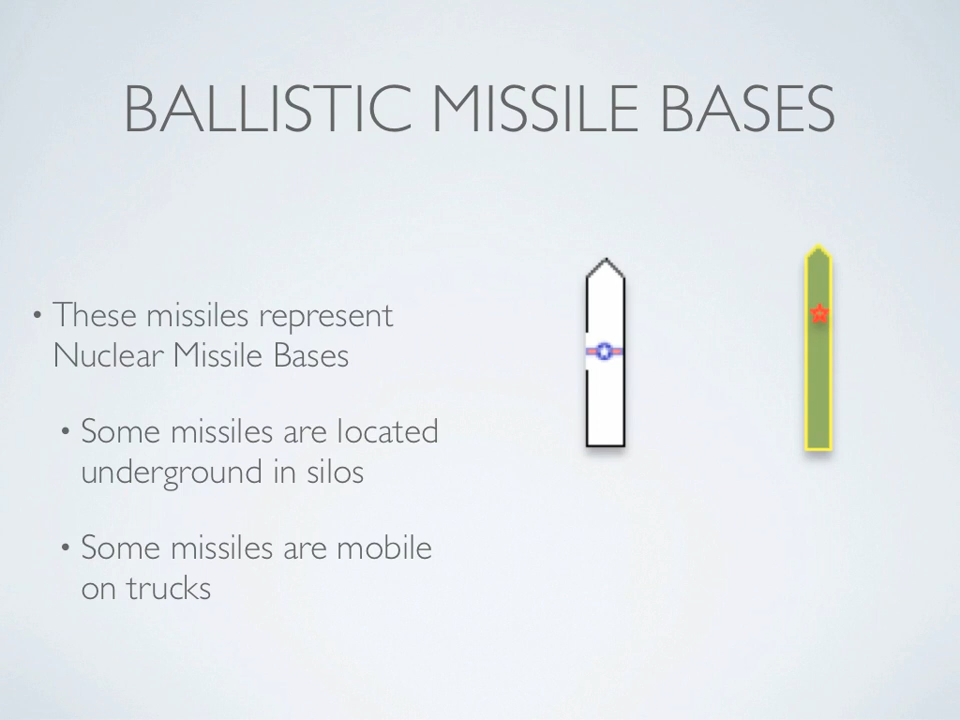 BALLISTIC MISSILE BASES
• These missiles represent
Nuclear Missile Bases
• Some missiles are located
underground in silos
• Some missiles are mobile
on trucks